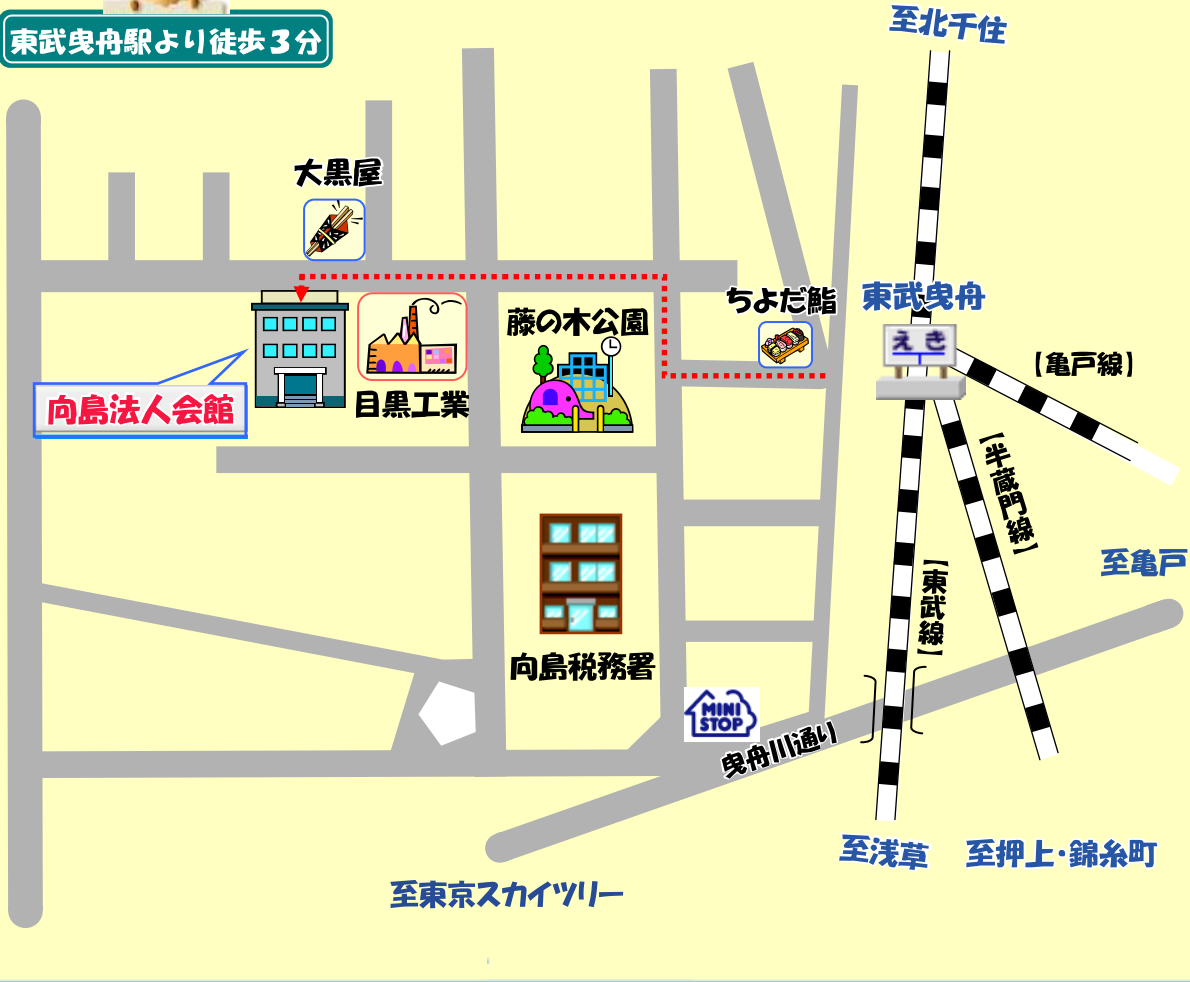 東武曳舟駅より徒歩3分
至北千住
大黒屋
東武曳舟
ちよだ鮨
藤の木公園
えき
【亀戸線】
向島法人会館
目黒工業
【半蔵門線】
至亀戸
【東武線】
向島税務署
MINI
STOP
曳舟川通り
至浅草
至押上・錦糸町
至東京スカイツリー